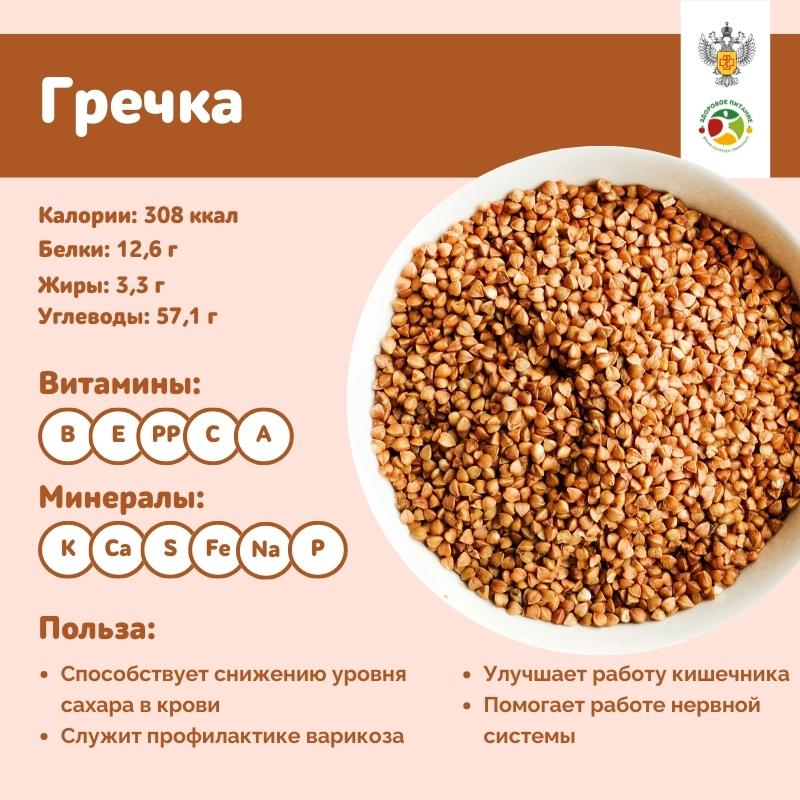 Гречка
ЗДОРОВОЕ ПИТАНИЕ
Калории: 308 ккал
Белки: 12,6 г
Жиры: 3,3 г
Углеводы: 57,1 г
Витамины:
B E PP C A
Минералы:
K Ca S Fe Na P
Польза:
• Способствует снижению уровня
сахара в крови
• Служит профилактике варикоза
• Улучшает работу кишечника
• Помогает работе нервной
системы